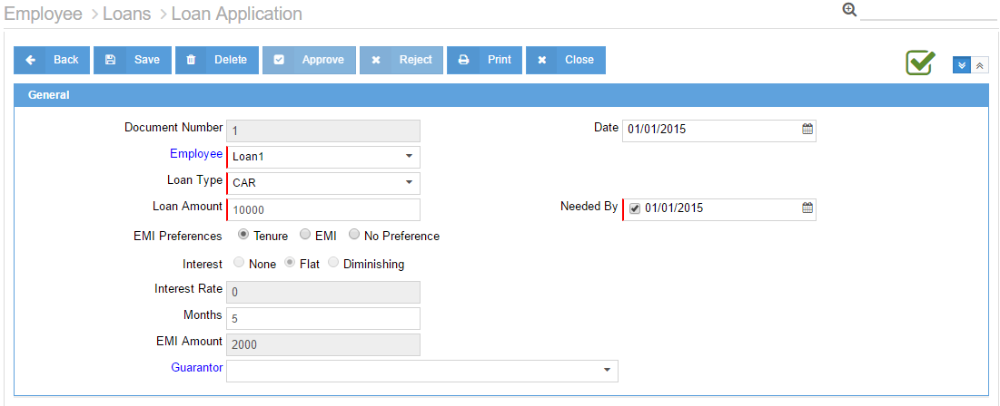 Employee > Loans > Loan Application
Back Save Delete Approve Reject Print Close
General
Document Number 1 Date 01/01/2015
Employee Loan1
Loan Type CAR
Loan Amount 10000 Needed By 01/01/2015
EMI Preferences Tenure EMI No Preference
Interest None Flat Diminishing
Interest Rate 0
Months 5
EMI Amount 2000
Guarantor